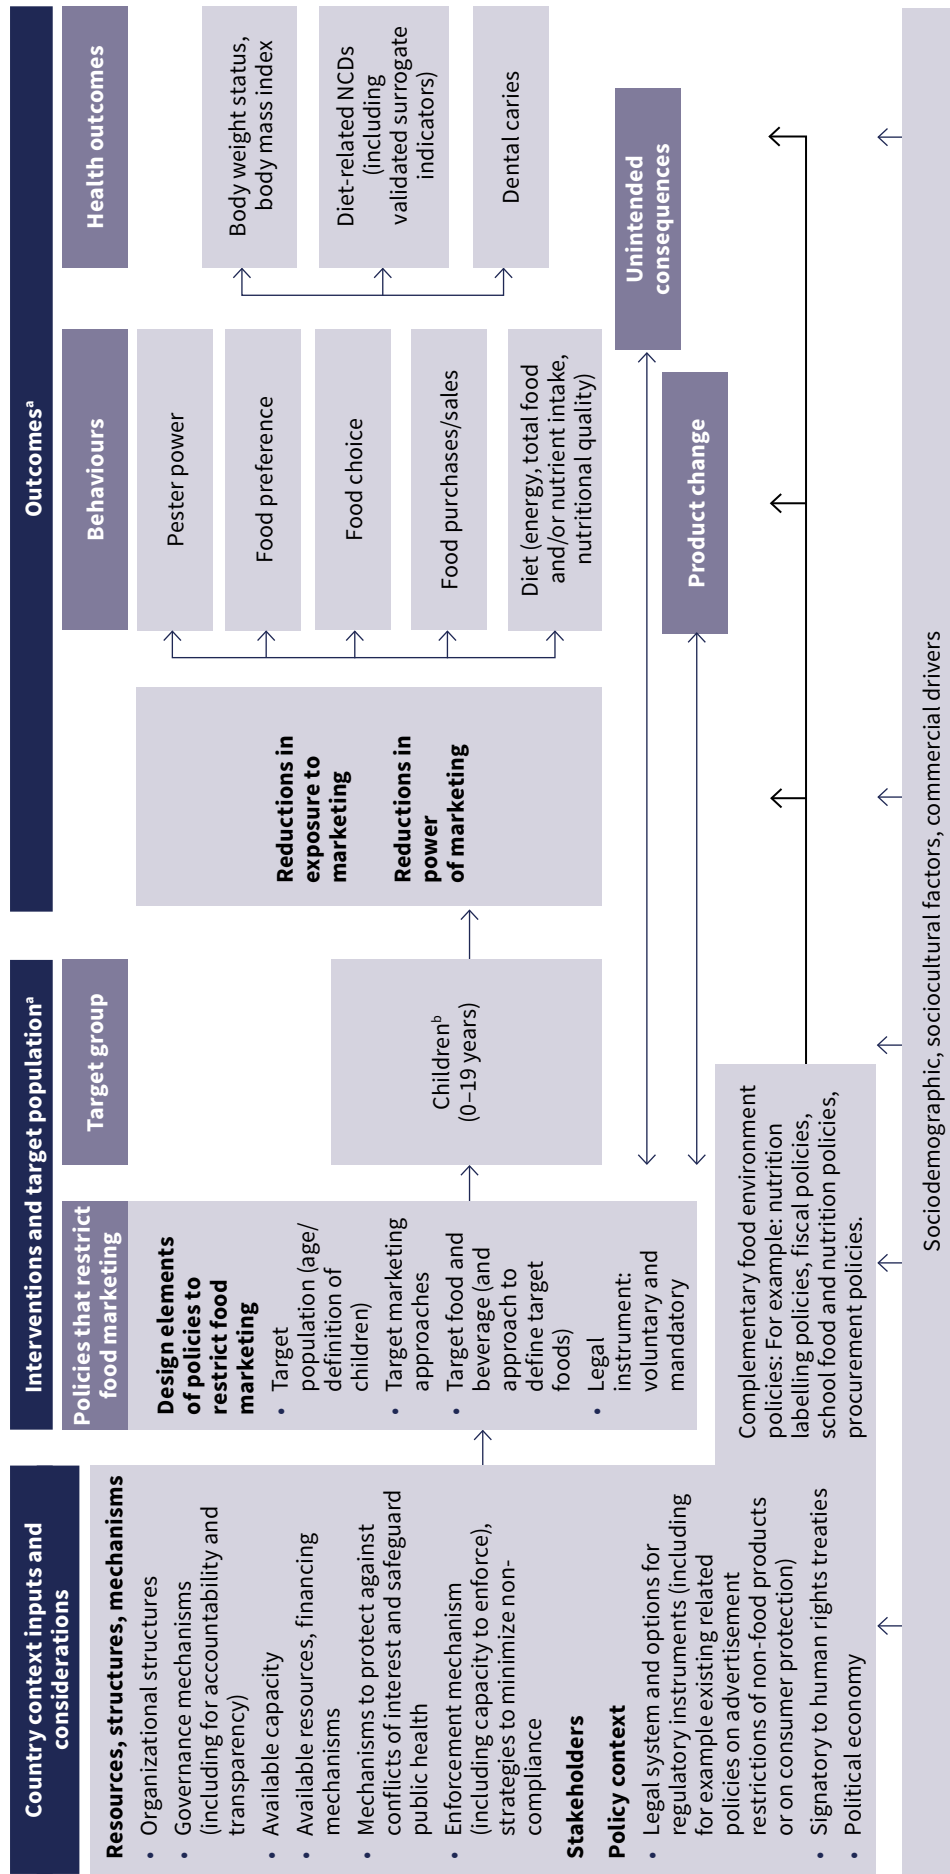 Country context inputs and
considerations
Resources, structures, mechanisms
• Organizational structures
• Governance mechanisms
(including for accountability and
transparency)
• Available capacity
• Available resources, financing
mechanisms
• Mechanisms to protect against
conflicts of interest and safeguard
public health
• Enforcement mechanism
(including capacity to enforce),
strategies to minimize non-
compliance
Stakeholders
Policy context
• Legal system and options for
regulatory instruments (including
for example existing related
policies on advertisement
restrictions of non-food products
or on consumer protection)
• Signatory to human rights treaties
• Political economy
Interventions and target populationᵃ
Policies that restrict
food marketing
Design elements
of policies to
restrict food
marketing
• Target
population (age/
definition of
children)
• Target marketing
approaches
• Target food and
beverage (and
approach to
define target
foods)
• Legal
instrument:
voluntary and
mandatory
Target group
Childrenᵇ
(0–19 years)
Complementary food environment
policies: For example: nutrition
labelling policies, fiscal policies,
school food and nutrition policies,
procurement policies.
Outcomesᵃ
Reductions in
exposure to
marketing
Reductions in
power
of marketing
Behaviours
Pester power
Food preference
Food choice
Food purchases/sales
Diet (energy, total food
and/or nutrient intake,
nutritional quality)
Health outcomes
Body weight status,
body mass index
Diet-related NCDs
(including
validated surrogate
indicators)
Dental caries
Unintended
consequences
Product change
Sociodemographic, sociocultural factors, commercial drivers